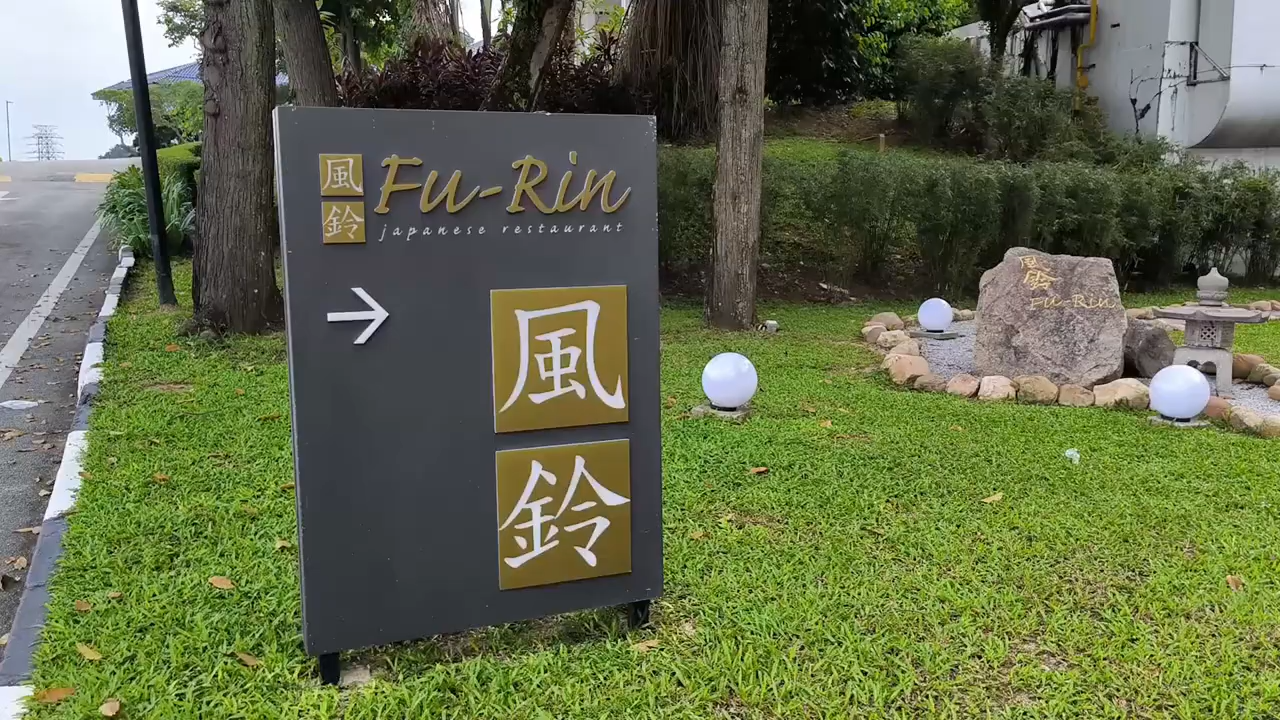 風
鈴
Fu-Rin
japanese restaurant
風
鈴
風
鈴
Fu-Rin